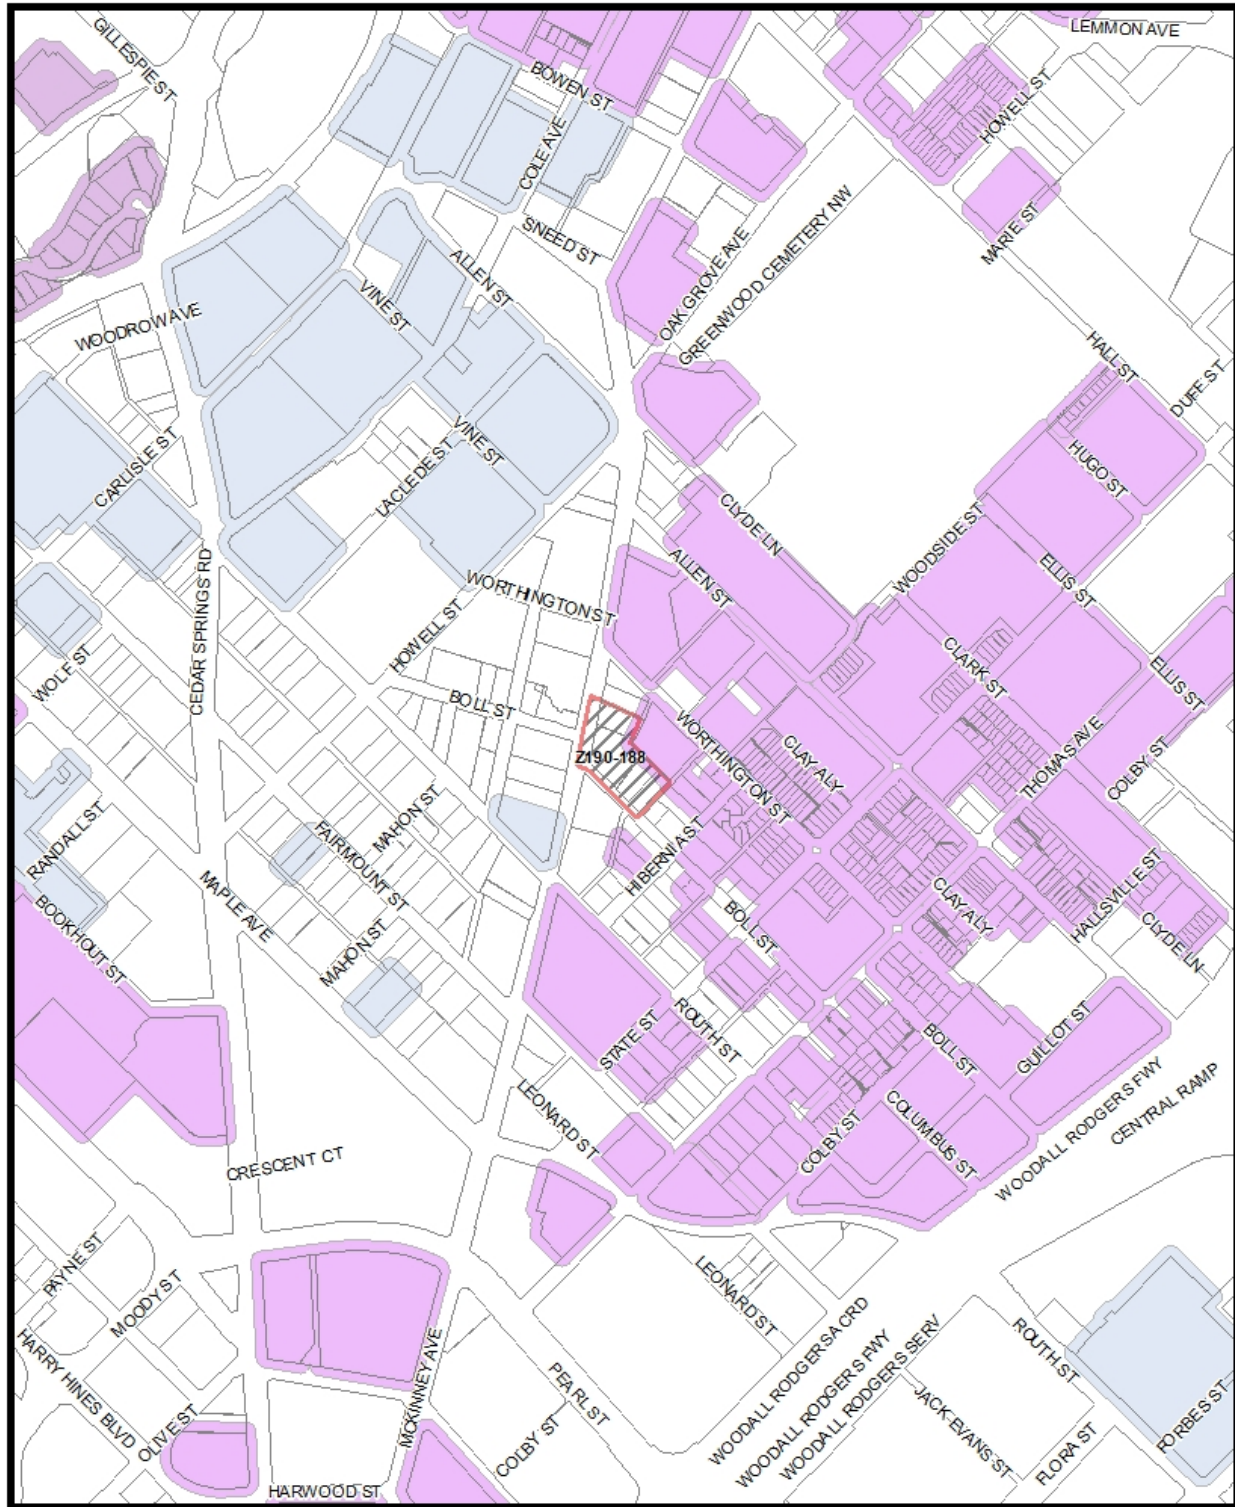 GILLESPIE ST
LEMMON AVE
BOWEN ST
HOWELL ST
COLE AVE
SNEED ST
MARIE ST
OAK GROVE AVE
GREENWOOD CEMETERY NW
ALLEN ST
VINE ST
WOODROW AVE
HALL ST
DUFF ST
VINE ST
CARLISLE ST
LACLEDE ST
HUGO ST
CLYDE LN
WOODSIDE ST
ALLEN ST
ELLIS ST
WORTHINGTON ST
CEDAR SPRINGS RD
HOWELL ST
WOLF ST
CLARK ST
ELLIS ST
BOLL ST
WORTHINGTON ST
Z190-188
CLAY ALY
THOMAS AVE
COLBY ST
RANDALL ST
MAHON ST
FAIRMOUNT ST
HIBERNIA ST
MAPLE AVE
BOOKHOUT ST
MAHON ST
BOLL ST
CLAY ALY
HALLSVILLE ST
CLYDE LN
STATE ST
ROUTH ST
BOLL ST
GUILLOT ST
LEONARD ST
COLBY ST
COLUMBUS ST
WOODALL RODGERS FWY
CENTRAL RAMP
CRESCENT CT
PAYNE ST
MOODY ST
LEONARD ST
HARRY HINES BLVD
OLIVE ST
MCKINNEY AVE
PEARL ST
COLBY ST
WOODALL RODGERS ACRD
WOODALL RODGERS FWY
WOODALL RODGERS SERV
ROUTH ST
JACK EVANS ST
FLORA ST
FORBES ST
HARWOOD ST